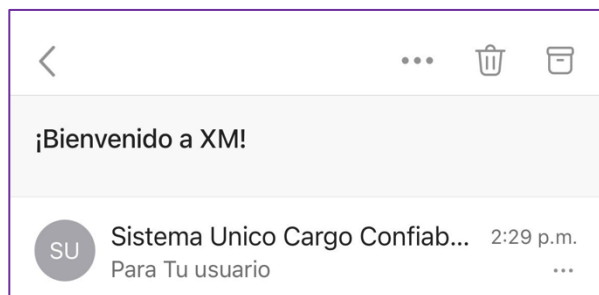 ¡Bienvenido a XM!
SU
Sistema Unico Cargo Confiab... 2:29 p.m.
Para Tu usuario